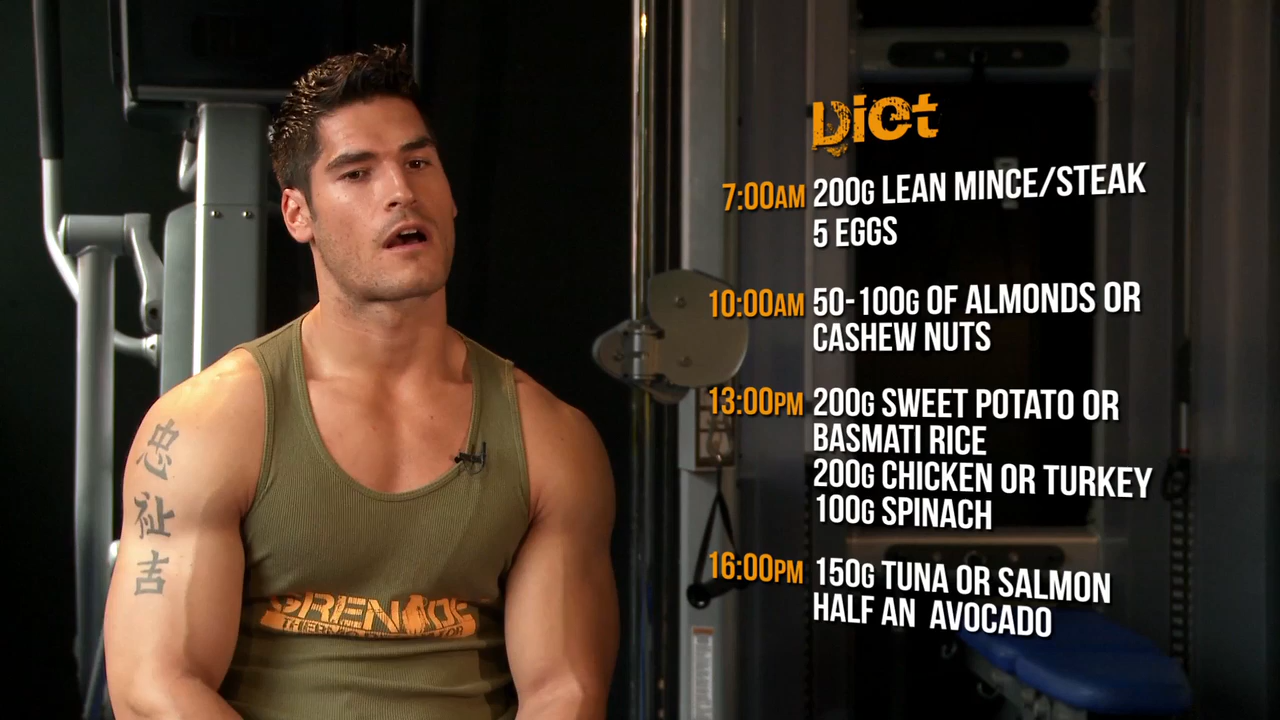 Diet
7:00AM 200G LEAN MINCE/STEAK
5 EGGS
10:00AM 50-100G OF ALMONDS OR
CASHEW NUTS
13:00PM 200G SWEET POTATO OR
BASMATI RICE
200G CHICKEN OR TURKEY
100G SPINACH
16:00PM 150G TUNA OR SALMON
HALF AN AVOCADO
忠
祉
吉
GRENADE